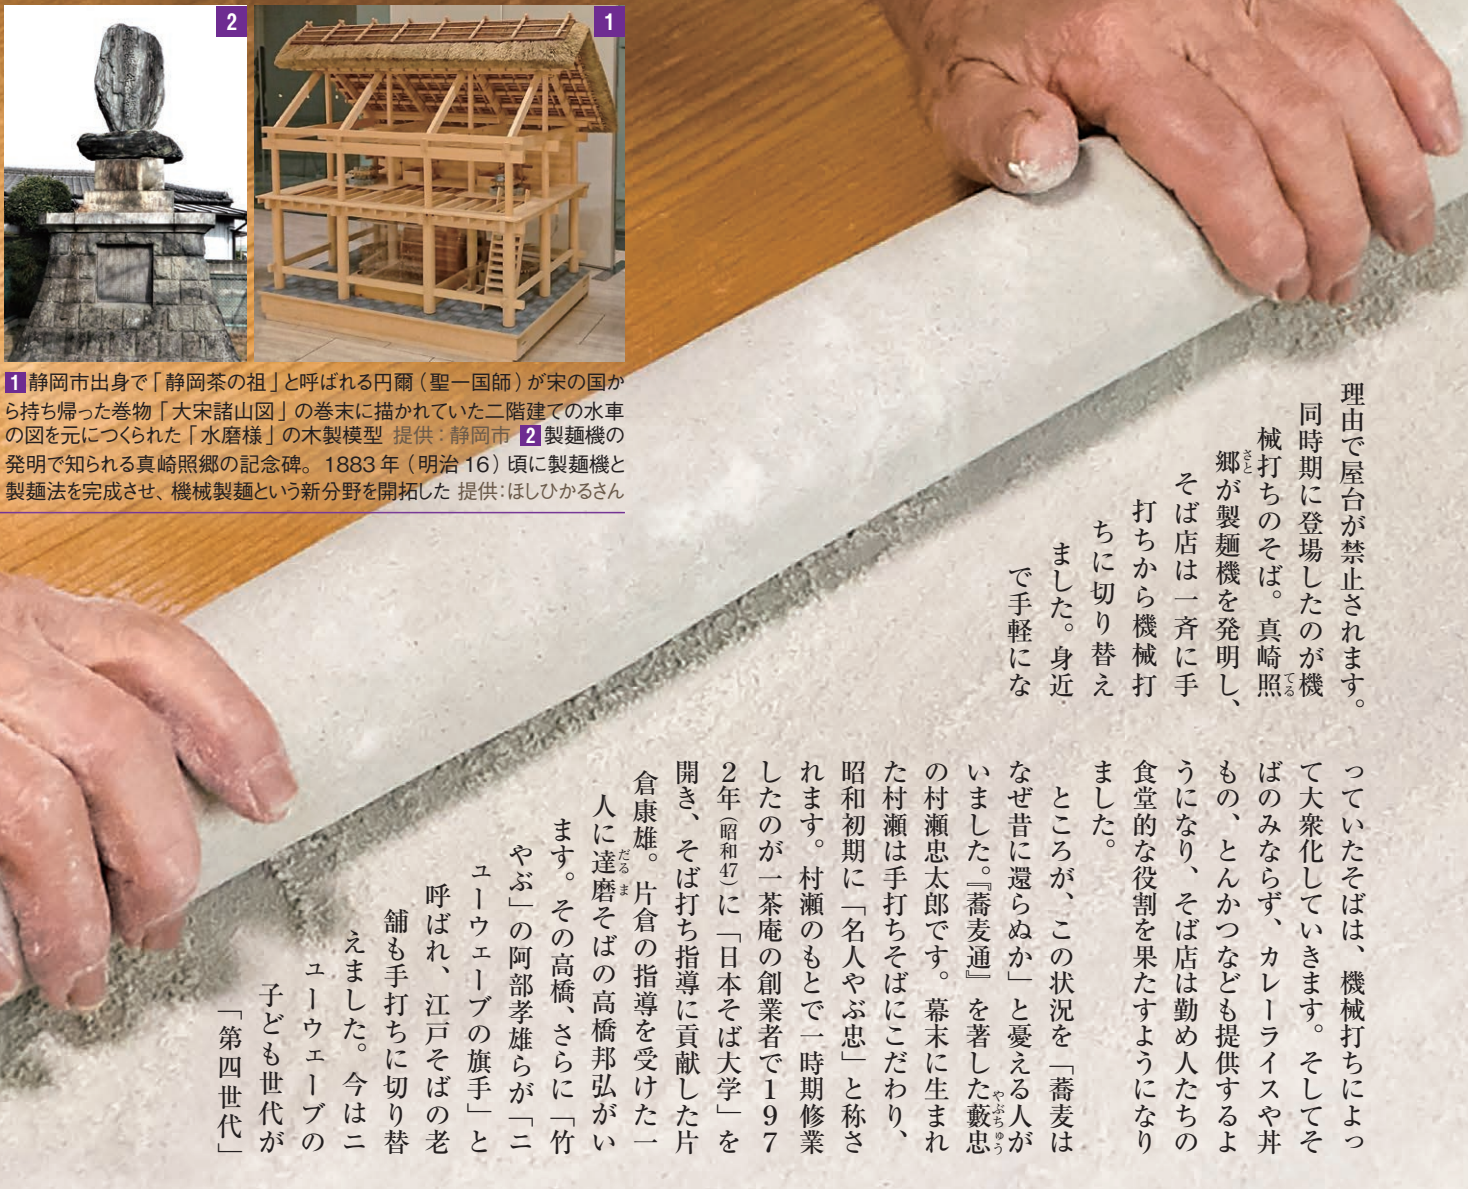 2
1
1 静岡市出身で「静岡茶の祖」と呼ばれる円爾（聖一国師）が宋の国か
ら持ち帰った巻物「大宋諸山図」の巻末に描かれていた二階建ての水車
の図を元につくられた「水磨様」の木製模型 提供：静岡市 2 製麺機の
発明で知られる真崎照郷の記念碑。1883年（明治16）頃に製麺機と
製麺法を完成させ、機械製麺という新分野を開拓した 提供：ほしひかるさん
理由で屋台が禁止されます。
同時期に登場したのが機
械打ちのそば。真崎照てる
郷さとが製麺機を発明し、
そば店は一斉に手
打ちから機械打
ちに切り替え
ました。身近
で手軽にな
っていたそばは、機械打ちによっ
て大衆化していきます。そしてそ
ばのみならず、カレーライスや丼
もの、とんかつなども提供するよ
うになり、そば店は勤め人たちの
食堂的な役割を果たすようになり
ました。
ところが、この状況を「蕎麦は
なぜ昔に還らぬか」と憂える人が
いました。『蕎麦通』を著した藪忠やぶちゅう
の村瀬忠太郎です。幕末に生まれ
た村瀬は手打ちそばにこだわり、
昭和初期に「名人やぶ忠」と称さ
れます。村瀬のもとで一時期修業
したのが一茶庵の創業者で197
2年（昭和47）に「日本そば大学」を
開き、そば打ち指導に貢献した片
倉康雄。片倉の指導を受けた一
人に達磨だるまそばの高橋邦弘がい
ます。その高橋、さらに「竹
やぶ」の阿部孝雄らが「ニ
ューウェーブの旗手」と
呼ばれ、江戸そばの老
舗も手打ちに切り替
えました。今はニ
ューウェーブの
子ども世代が
「第四世代」